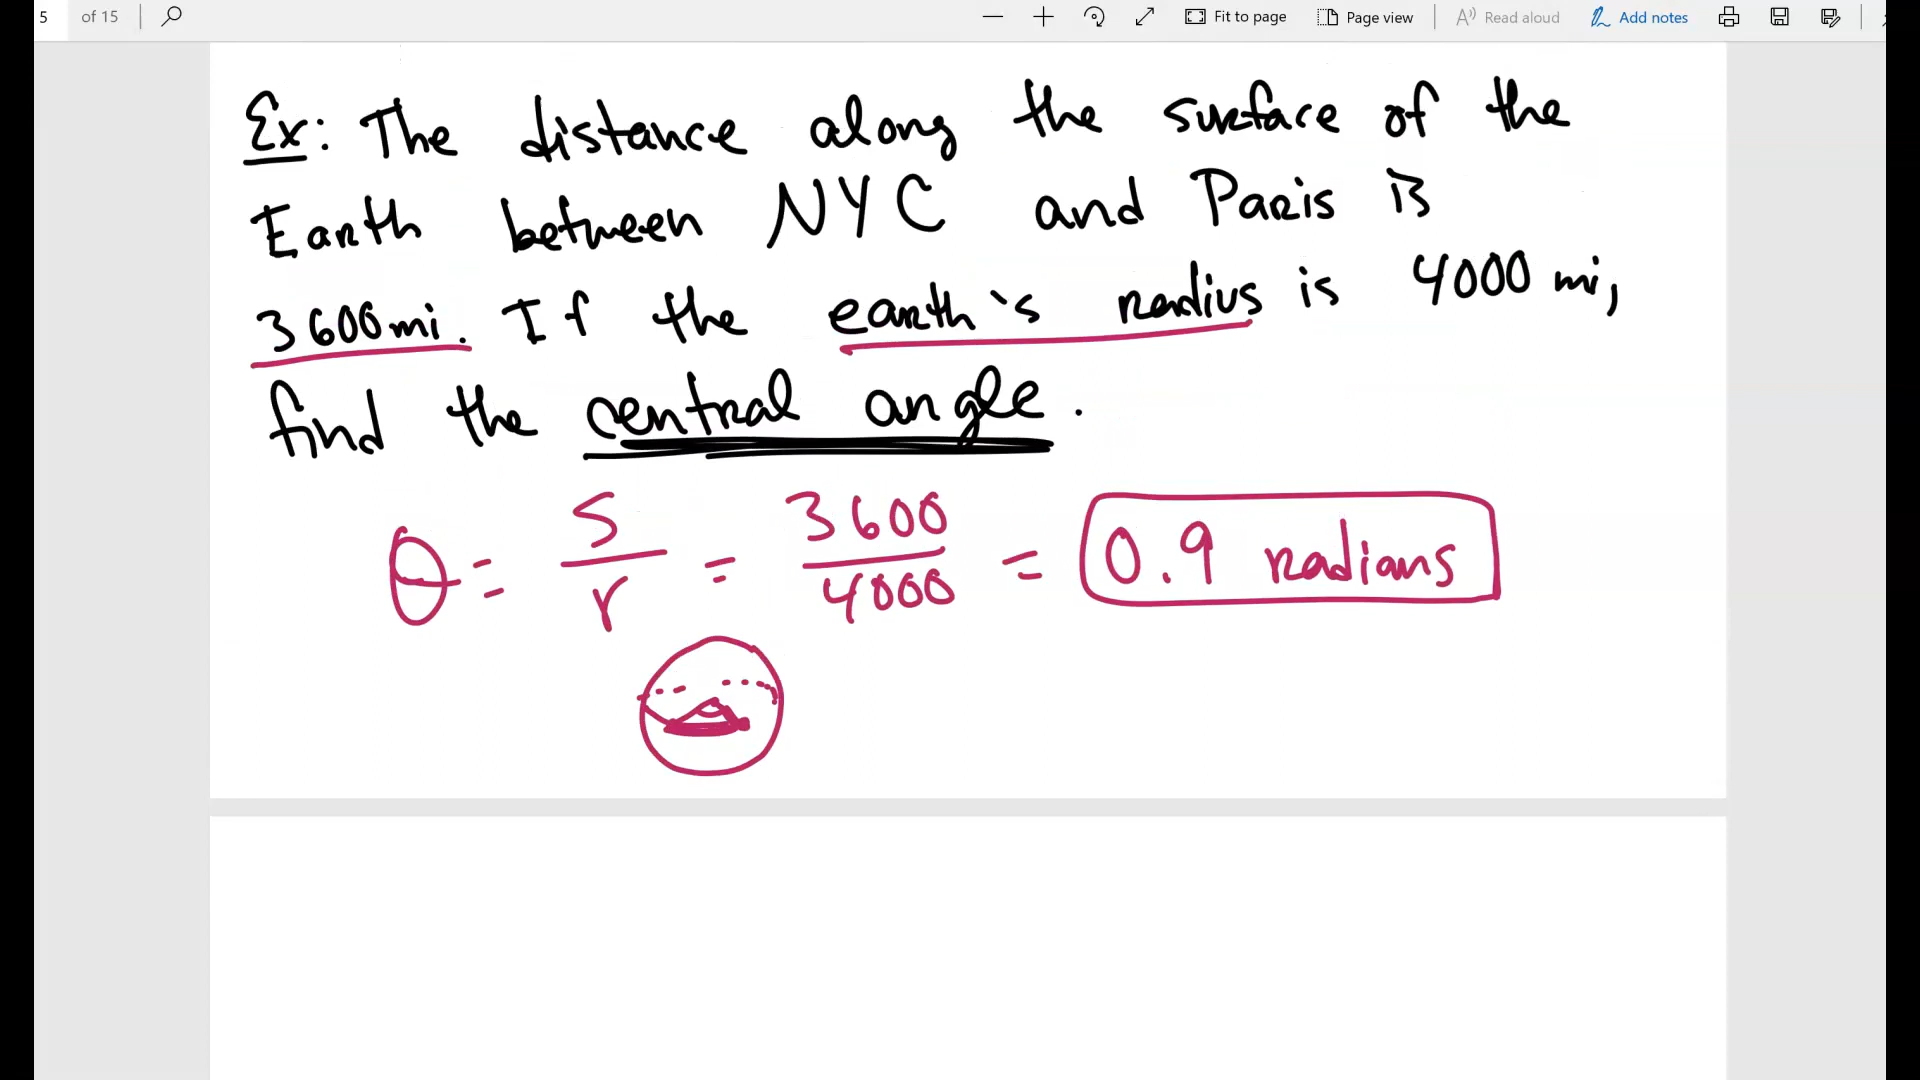 5 of 15 Fit to page Page view Read aloud Add notes
Ex: The distance along the surface of the
Earth between NYC and Paris is
3600mi. If the earth's radius is 4000 mi,
find the central angle.
θ = s/r = 3600/4000 = 0.9 radians